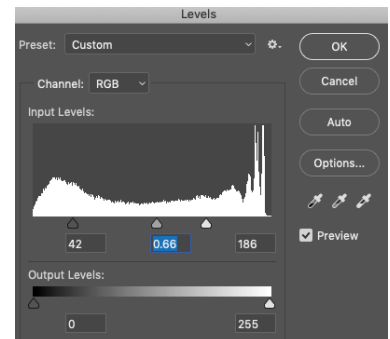 Levels
Preset: Custom
OK
Channel: RGB
Cancel
Input Levels:
Auto
Options...
42 0.66 186
Preview
Output Levels:
0 255